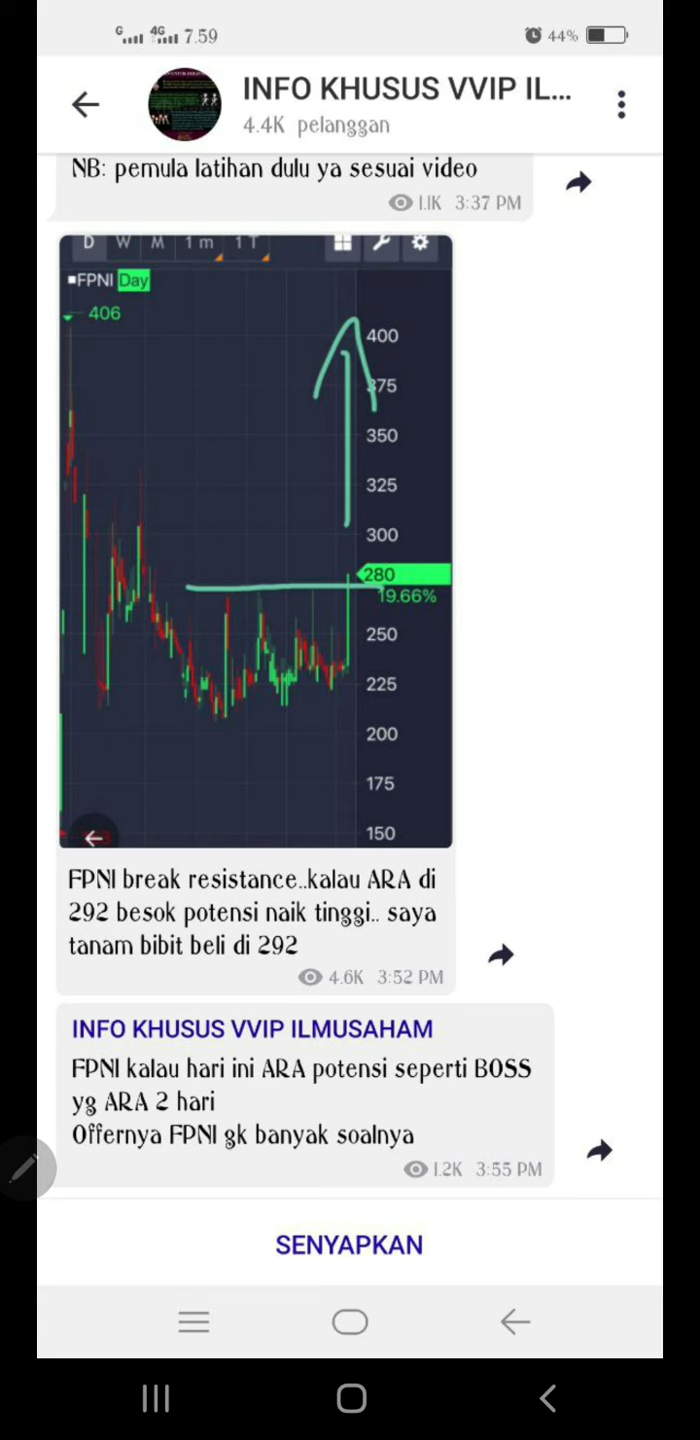 G 4G 7.59 44%
INFO KHUSUS VVIP IL...
4.4K pelanggan
NB: pemula latihan dulu ya sesuai video
1.1K 3:37 PM
D W M 1 m 1 T
FPNI Day
406
400
375
350
325
300
280
19.66%
250
225
200
175
150
FPNI break resistance..kalau ARA di
292 besok potensi naik tinggi.. saya
tanam bibit beli di 292
4.6K 3:52 PM
INFO KHUSUS VVIP ILMUSAHAM
FPNI kalau hari ini ARA potensi seperti BOSS
yg ARA 2 hari
Offernya FPNI gk banyak soalnya
1.2K 3:55 PM
SENYAPKAN